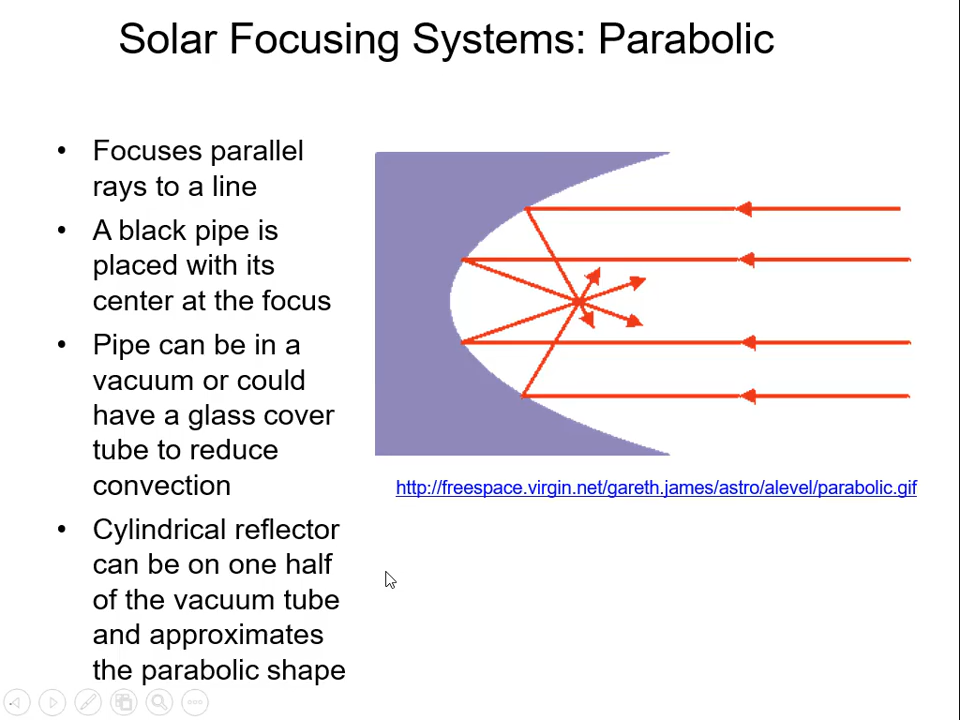 Solar Focusing Systems: Parabolic
• Focuses parallel
rays to a line
• A black pipe is
placed with its
center at the focus
• Pipe can be in a
vacuum or could
have a glass cover
tube to reduce
convection
• Cylindrical reflector
can be on one half
of the vacuum tube
and approximates
the parabolic shape
http://freespace.virgin.net/gareth.james/astro/alevel/parabolic.gif